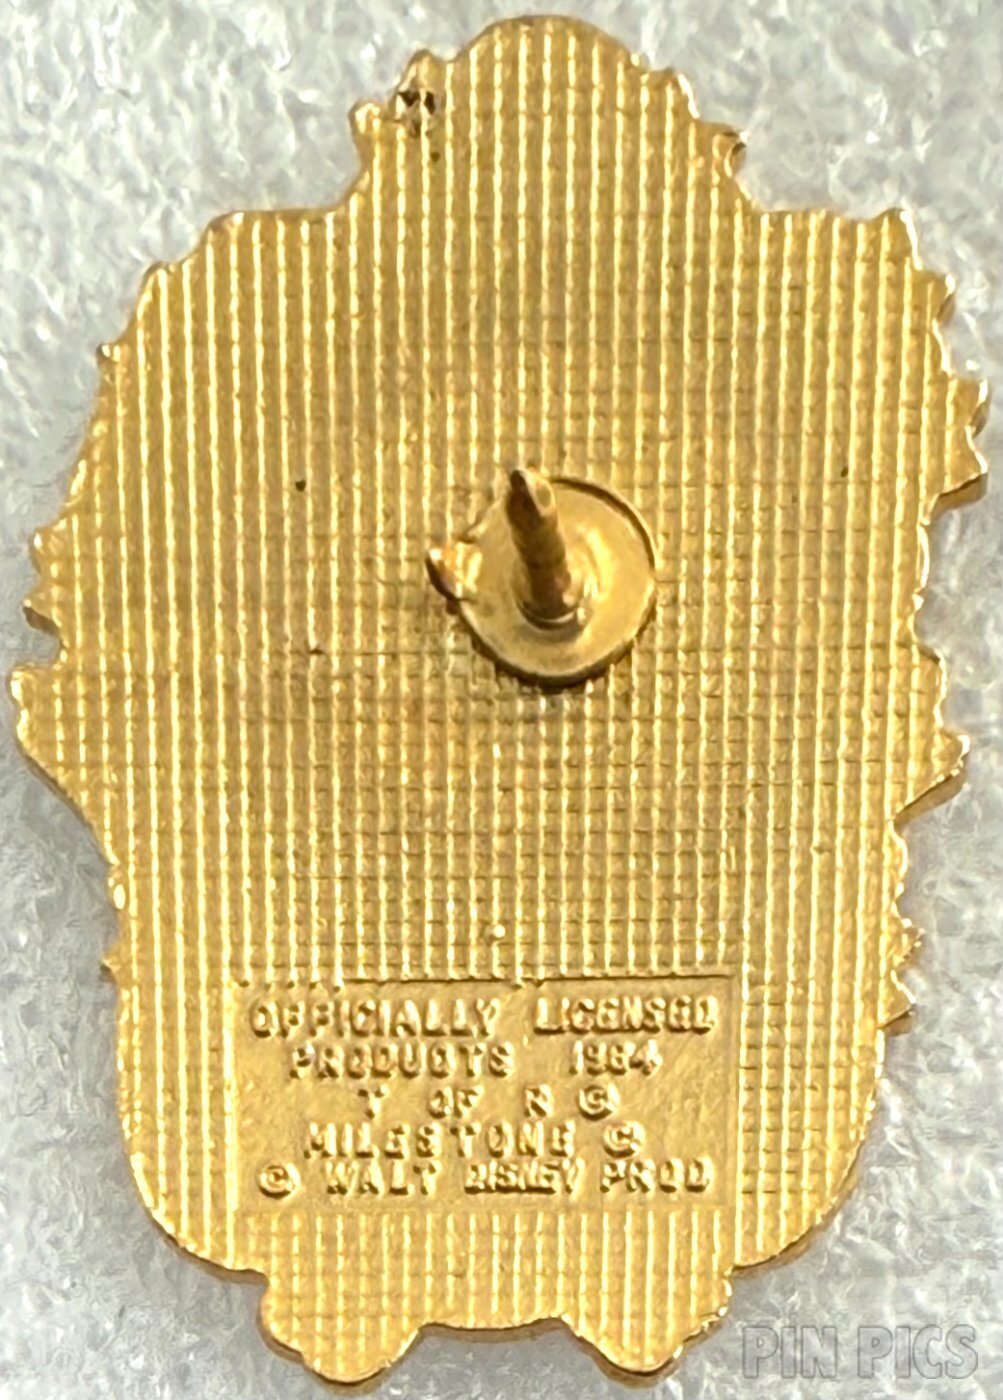 OFFICIALLY LICENSED
PRODUCTS 1984
T OF R ©
MILESTONE ©
© WALT DISNEY PROD
PIN PICS